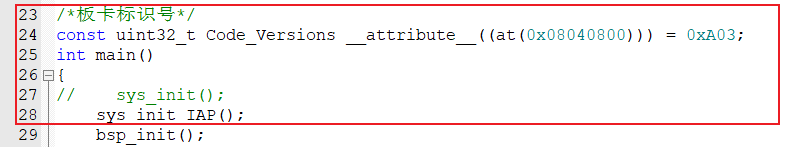 23 /*板卡标识号*/
24 const uint32_t Code_Versions __attribute__((at(0x08040800))) = 0xA03;
25 int main()
26 {
27 //    sys_init();
28     sys_init_IAP();
29     bsp_init();